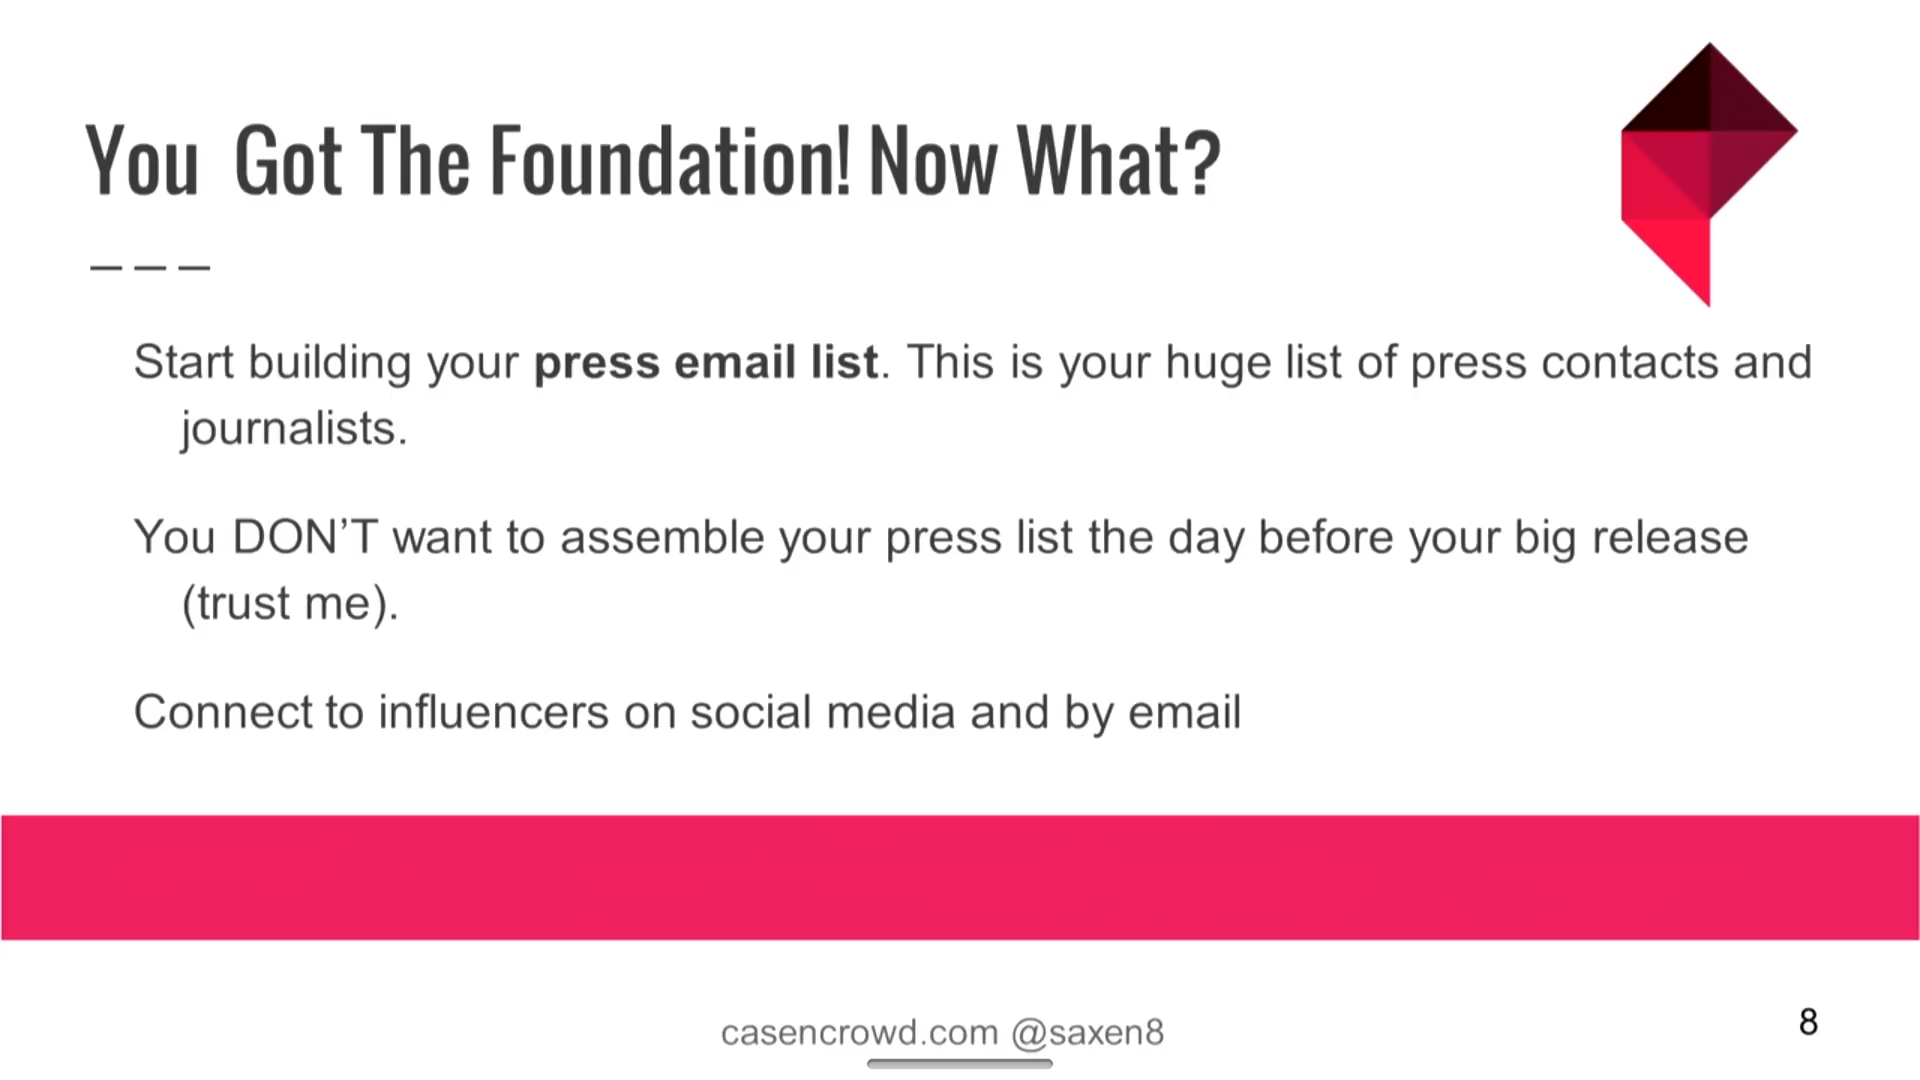 You  Got The Foundation! Now What?
Start building your press email list. This is your huge list of press contacts and
journalists.
You DON’T want to assemble your press list the day before your big release
(trust me).
Connect to influencers on social media and by email
casencrowd.com @saxen8
8